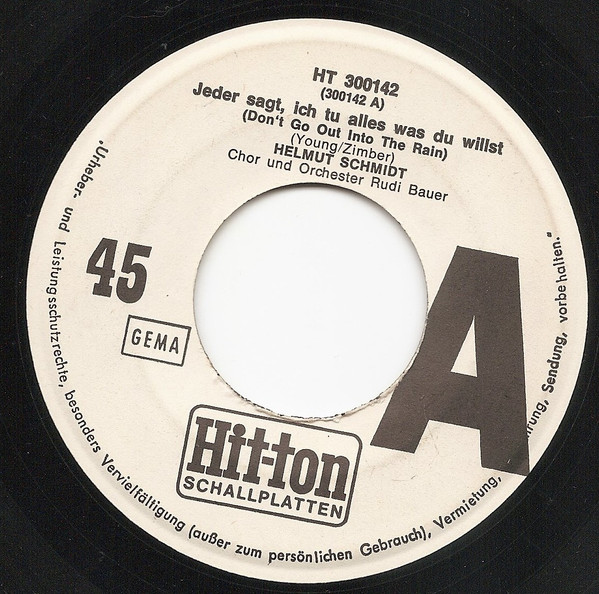 HT 300142
(300142 A)
Jeder sagt, ich tu alles was du willst
(Don't Go Out Into The Rain)
(Young/Zimber)
HELMUT SCHMIDT
Chor und Orchester Rudi Bauer
45
GEMA
A
Hit-ton
SCHALLPLATTEN
„Urheber- und Leistungsschutzrechte, besonders Vervielfältigung (außer zum persönlichen Gebrauch), Vermietung, Sendung, vorbehalten."